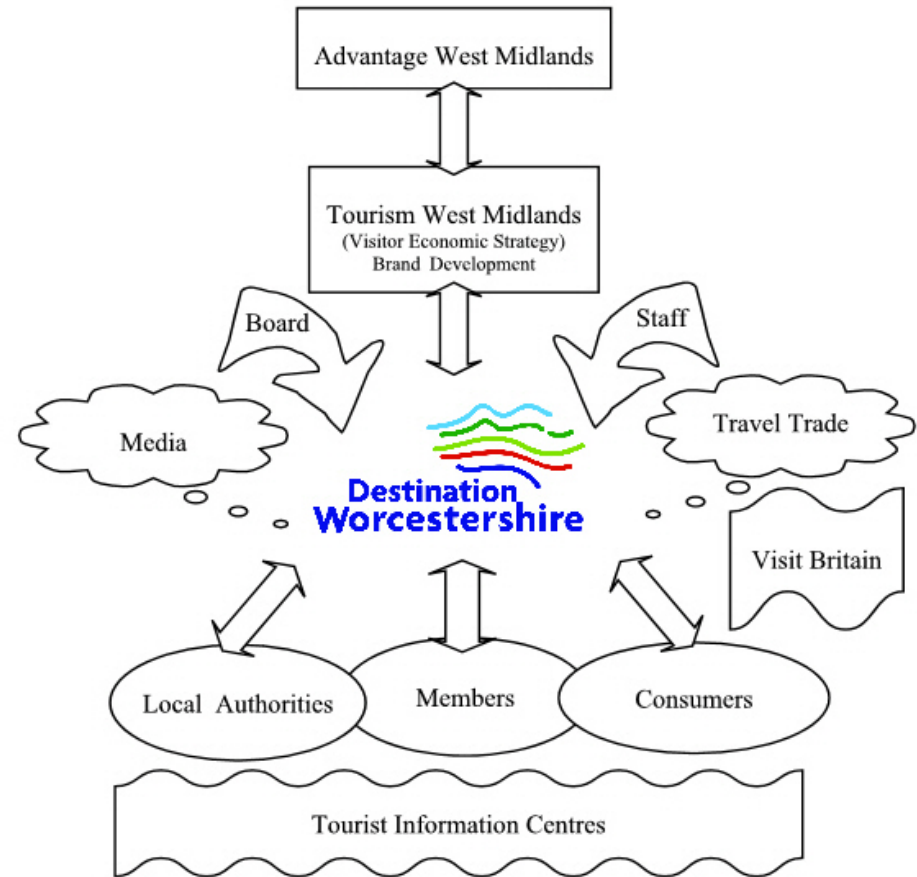 Advantage West Midlands
Tourism West Midlands
(Visitor Economic Strategy)
Brand Development
Board
Staff
Media
Travel Trade
Destination
Worcestershire
Visit Britain
Local Authorities
Members
Consumers
Tourist Information Centres